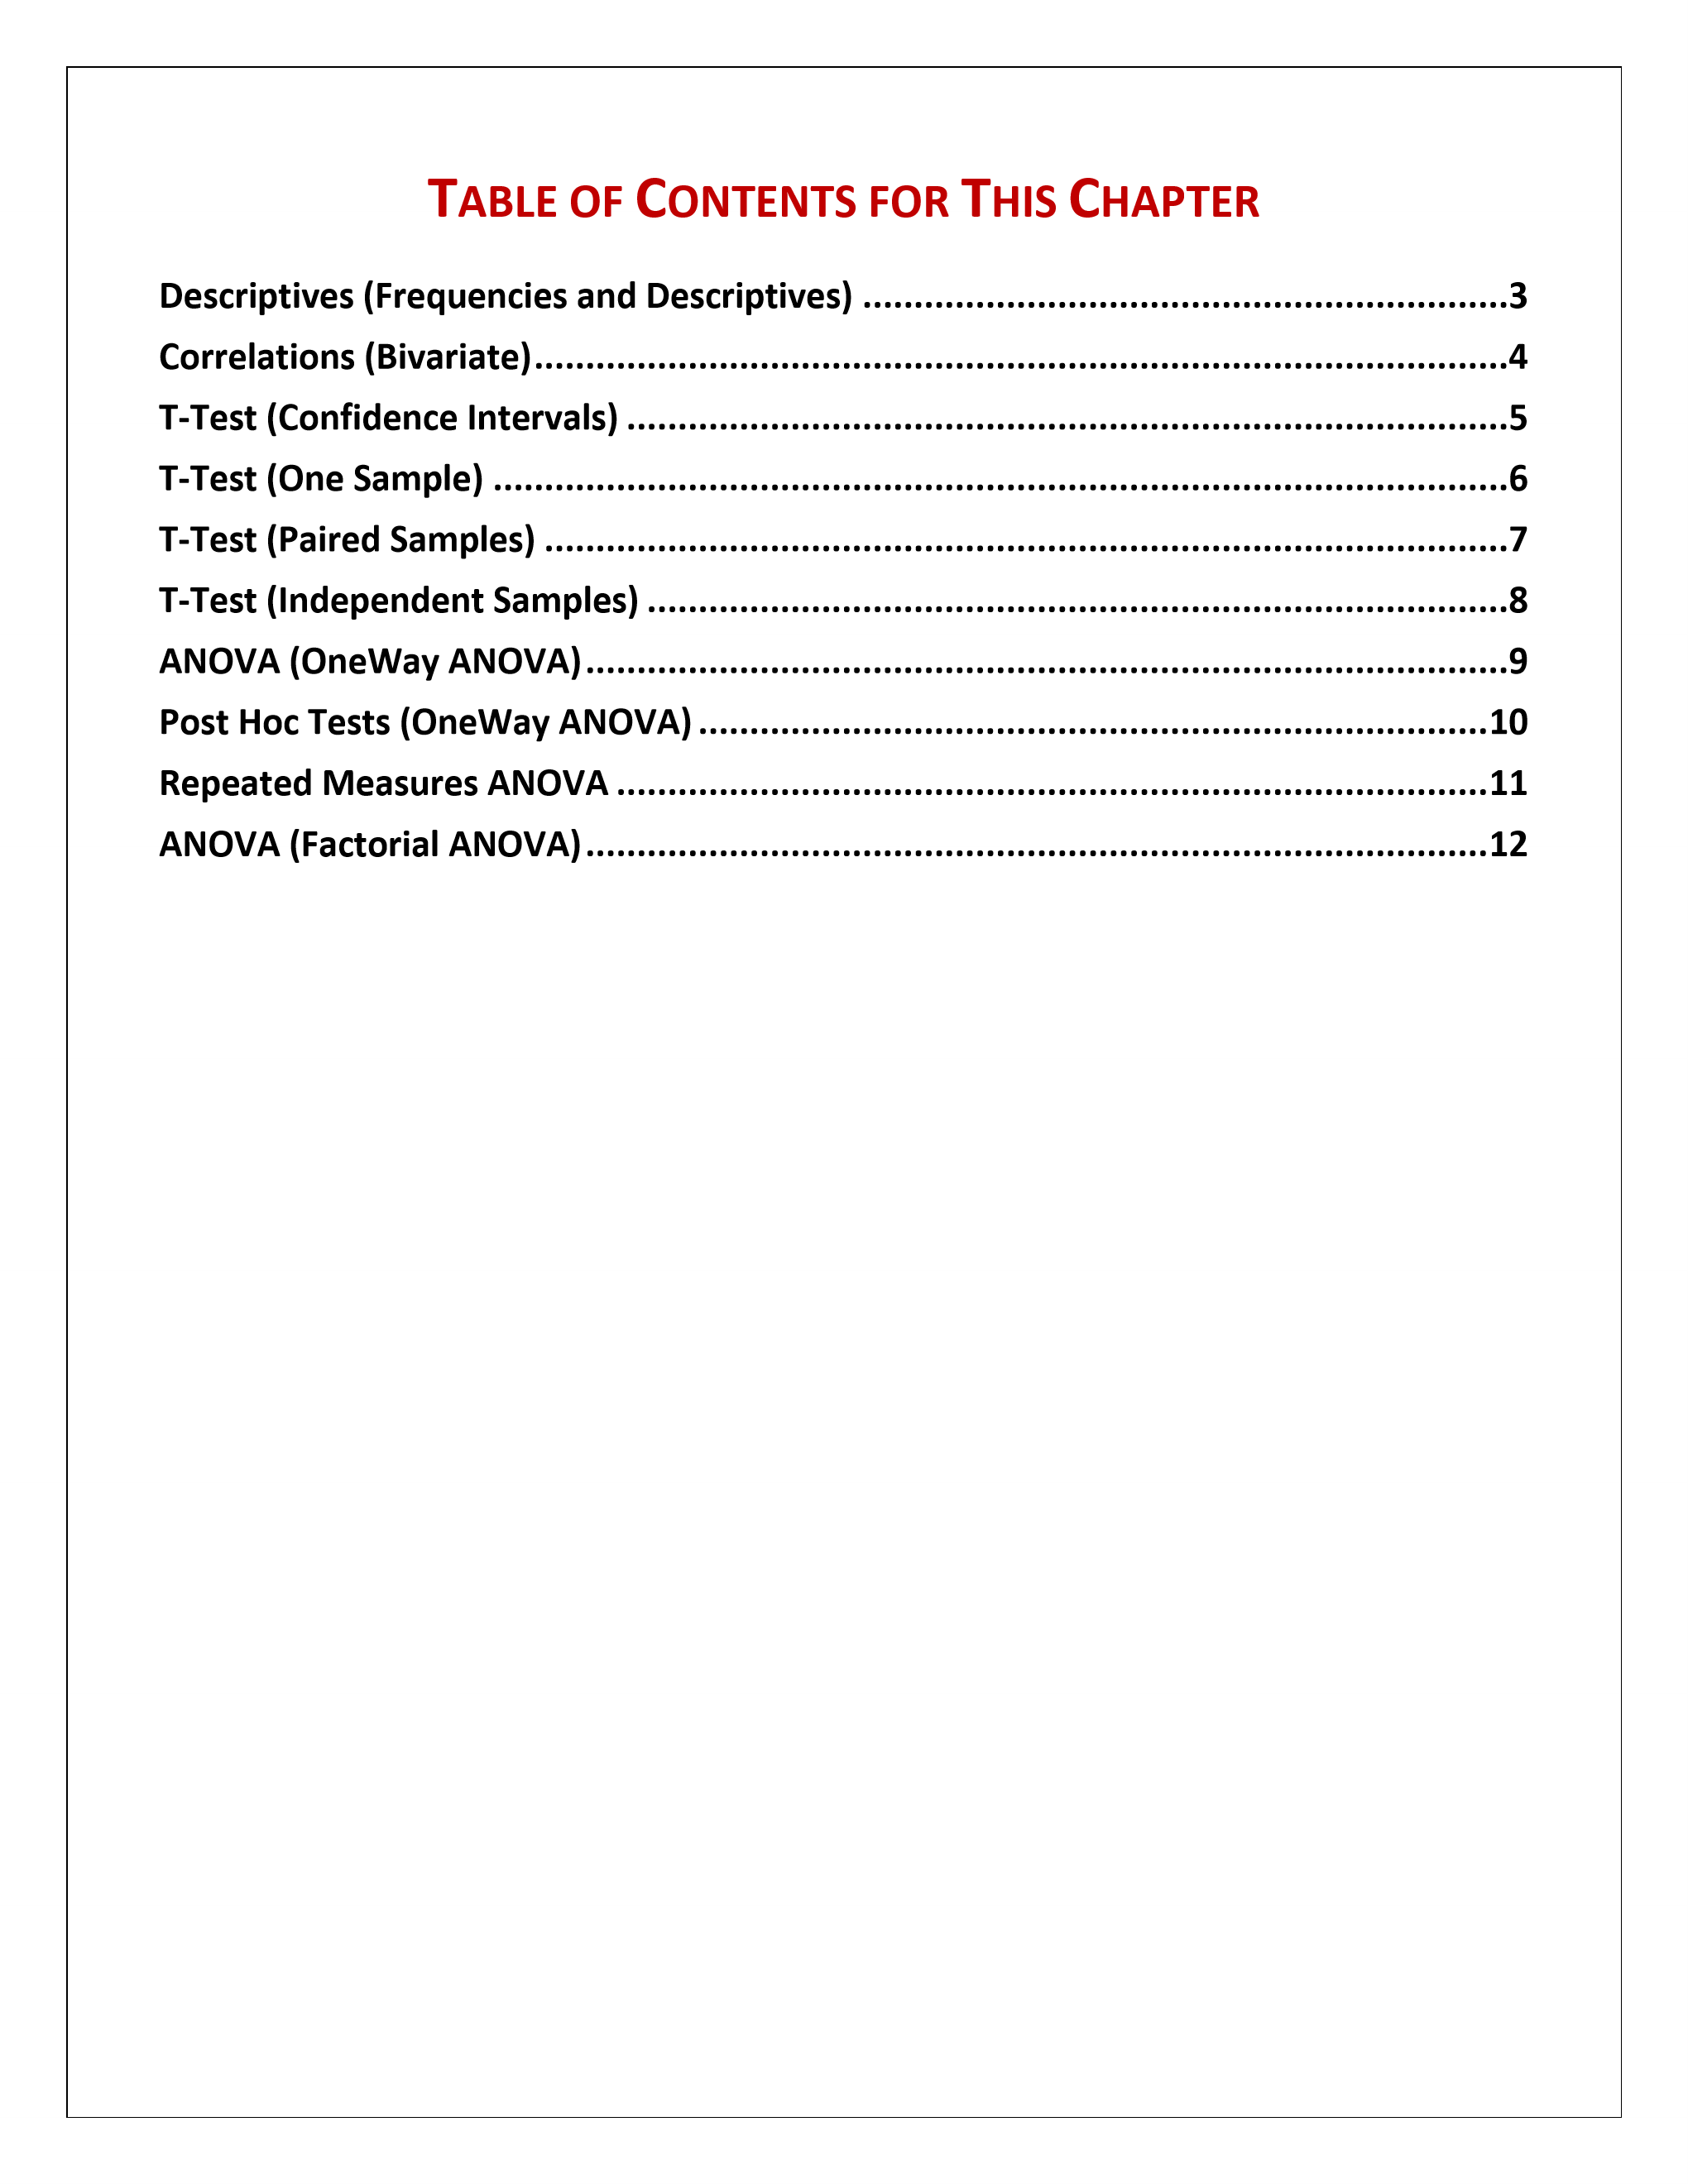 TABLE OF CONTENTS FOR THIS CHAPTER
Descriptives (Frequencies and Descriptives) ...............................................................3
Correlations (Bivariate)...............................................................................................4
T-Test (Confidence Intervals) ......................................................................................5
T-Test (One Sample) ...................................................................................................6
T-Test (Paired Samples) ..............................................................................................7
T-Test (Independent Samples) ....................................................................................8
ANOVA (OneWay ANOVA)..........................................................................................9
Post Hoc Tests (OneWay ANOVA) .............................................................................10
Repeated Measures ANOVA .....................................................................................11
ANOVA (Factorial ANOVA)........................................................................................12